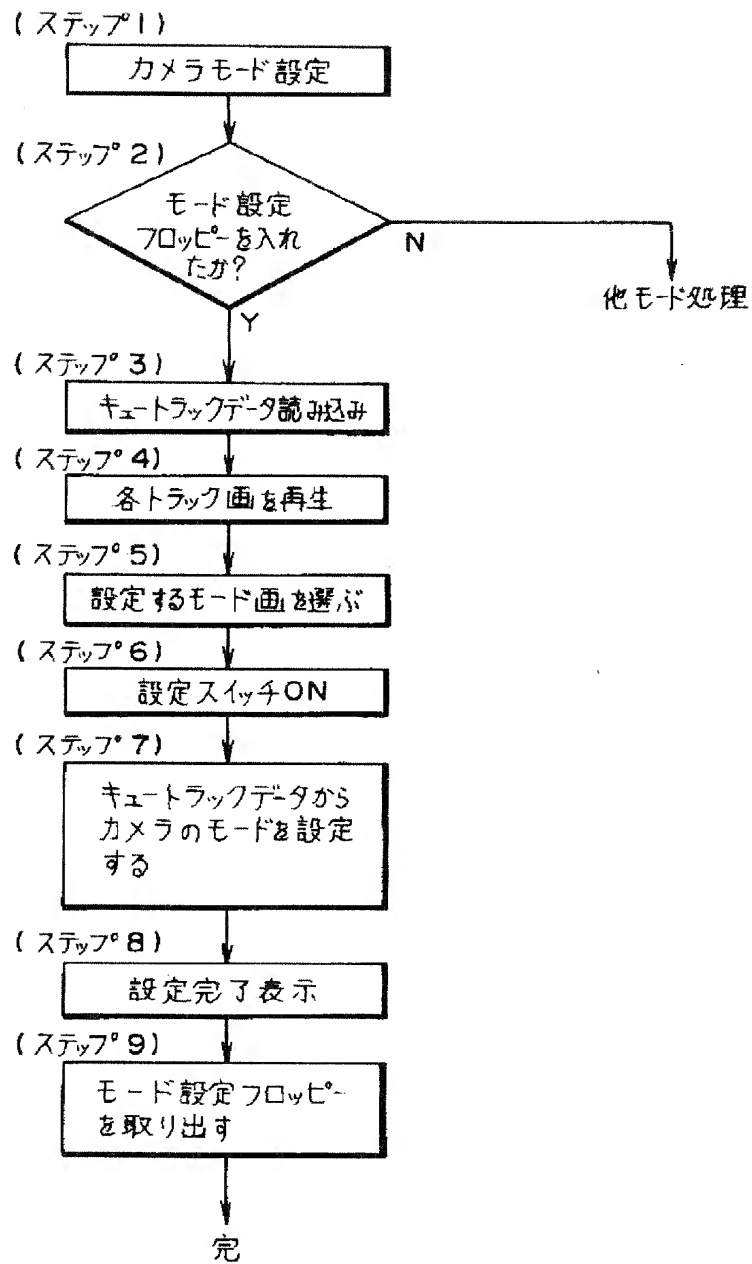 (ステップ1)
カメラモード設定
(ステップ2)
モード設定
フロッピーを入れ
たか?
N
他モード処理
Y
(ステップ3)
キュートラックデータ読み込み
(ステップ4)
各トラック画を再生
(ステップ5)
設定するモード画を選ぶ
(ステップ6)
設定スイッチON
(ステップ7)
キュートラックデータから
カメラのモードを設定
する
(ステップ8)
設定完了表示
(ステップ9)
モード設定フロッピー
を取り出す
完